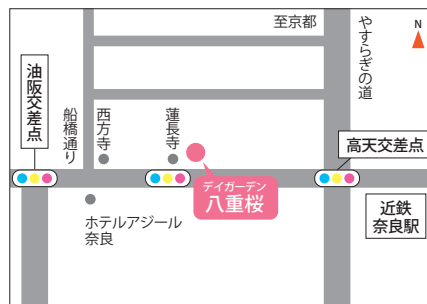 至京都
やすらぎの道
N
油阪交差点
船橋通り
西方寺
蓮長寺
高天交差点
デイガーデン
八重桜
ホテルアジール
奈良
近鉄
奈良駅